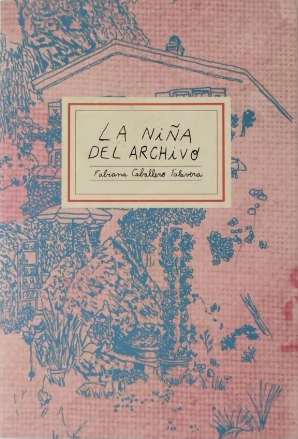 LA NiÑA
DEL ARCHiVO
Fabiana Caballero Talavera